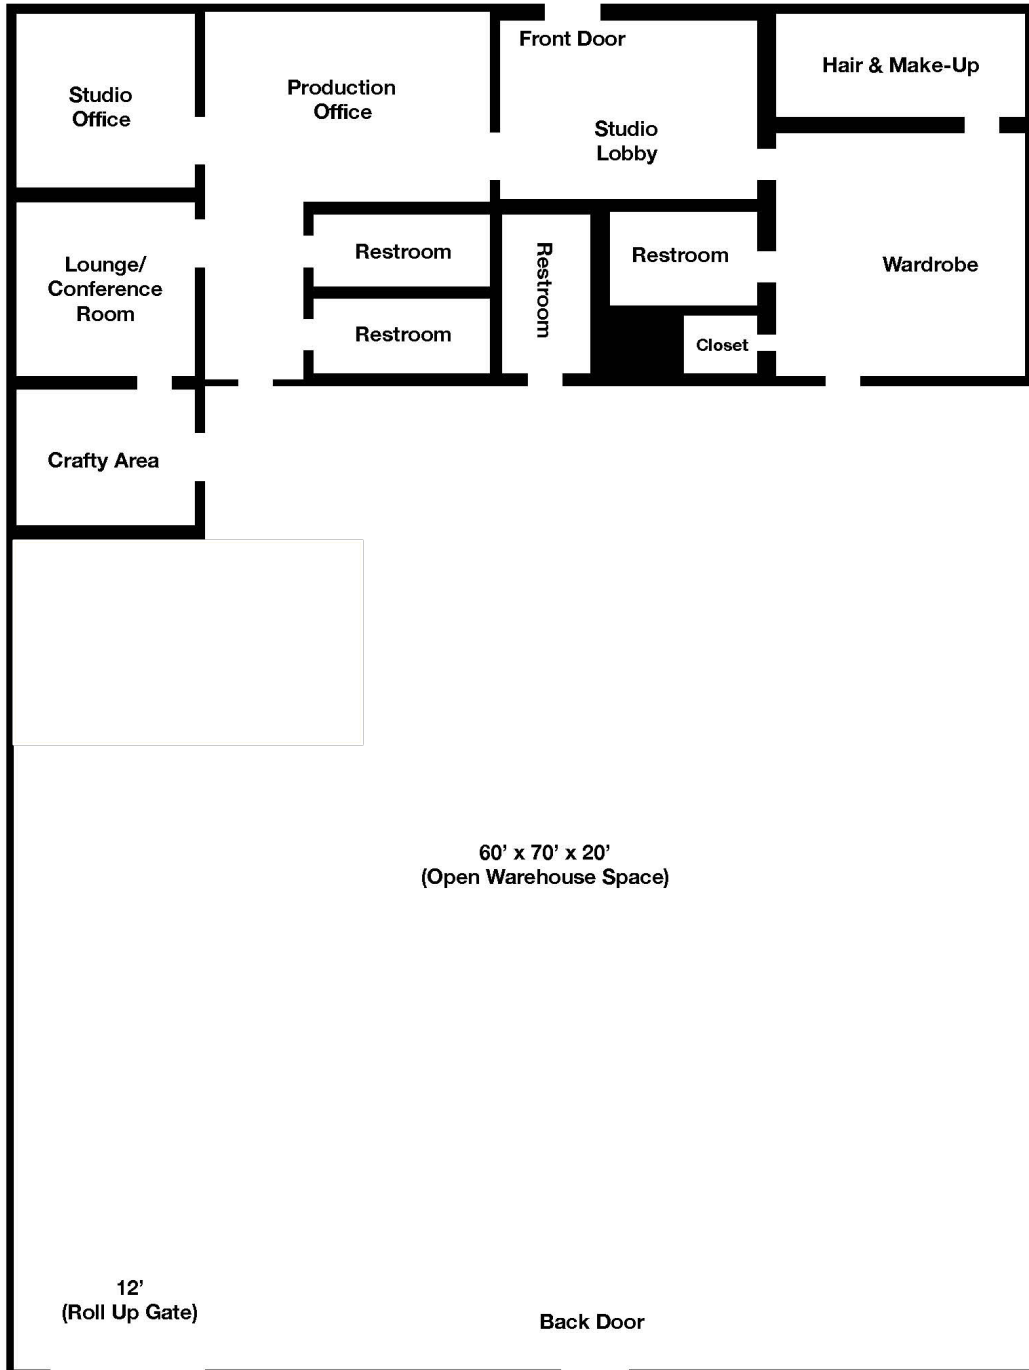 Front Door
Hair & Make-Up
Studio
Office
Production
Office
Studio
Lobby
Lounge/
Conference
Room
Restroom
Restroom
Restroom
Restroom
Wardrobe
Closet
Crafty Area
60’ x 70’ x 20’
(Open Warehouse Space)
12’
(Roll Up Gate)
Back Door